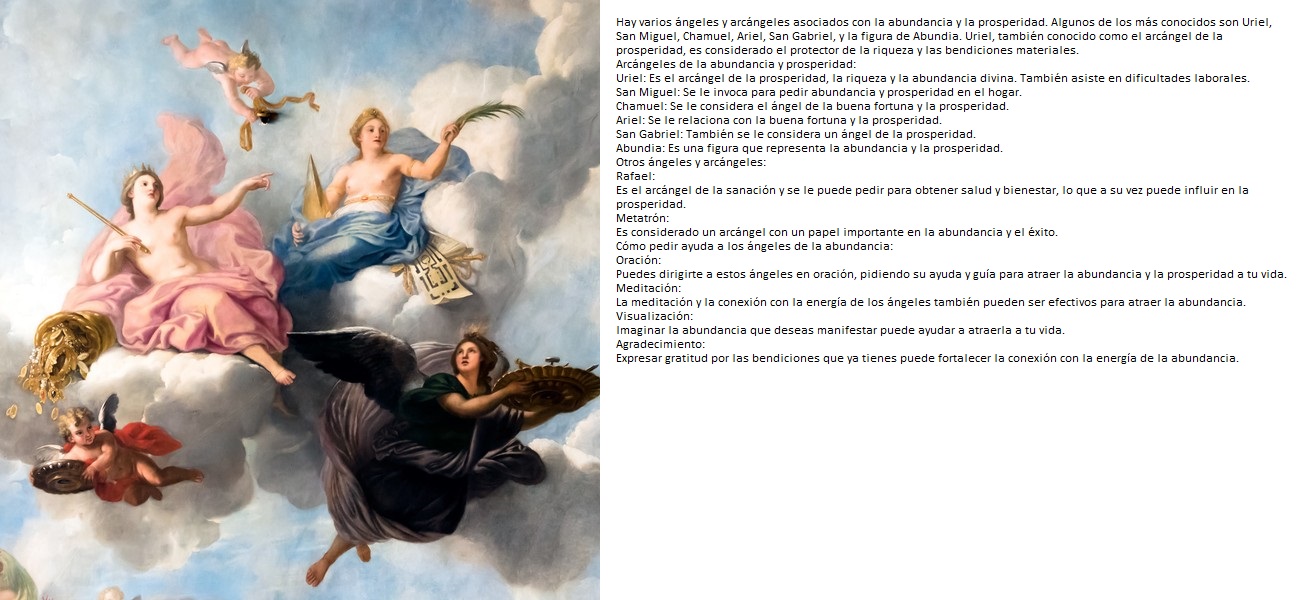 Hay varios ángeles y arcángeles asociados con la abundancia y la prosperidad. Algunos de los más conocidos son Uriel,
San Miguel, Chamuel, Ariel, San Gabriel, y la figura de Abundia. Uriel, también conocido como el arcángel de la
prosperidad, es considerado el protector de la riqueza y las bendiciones materiales.
Arcángeles de la abundancia y prosperidad:
Uriel: Es el arcángel de la prosperidad, la riqueza y la abundancia divina. También asiste en dificultades laborales.
San Miguel: Se le invoca para pedir abundancia y prosperidad en el hogar.
Chamuel: Se le considera el ángel de la buena fortuna y la prosperidad.
Ariel: Se le relaciona con la buena fortuna y la prosperidad.
San Gabriel: También se le considera un ángel de la prosperidad.
Abundia: Es una figura que representa la abundancia y la prosperidad.
Otros ángeles y arcángeles:
Rafael:
Es el arcángel de la sanación y se le puede pedir para obtener salud y bienestar, lo que a su vez puede influir en la
prosperidad.
Metatrón:
Es considerado un arcángel con un papel importante en la abundancia y el éxito.
Cómo pedir ayuda a los ángeles de la abundancia:
Oración:
Puedes dirigirte a estos ángeles en oración, pidiendo su ayuda y guía para atraer la abundancia y la prosperidad a tu vida.
Meditación:
La meditación y la conexión con la energía de los ángeles también pueden ser efectivos para atraer la abundancia.
Visualización:
Imaginar la abundancia que deseas manifestar puede ayudar a atraerla a tu vida.
Agradecimiento:
Expresar gratitud por las bendiciones que ya tienes puede fortalecer la conexión con la energía de la abundancia.